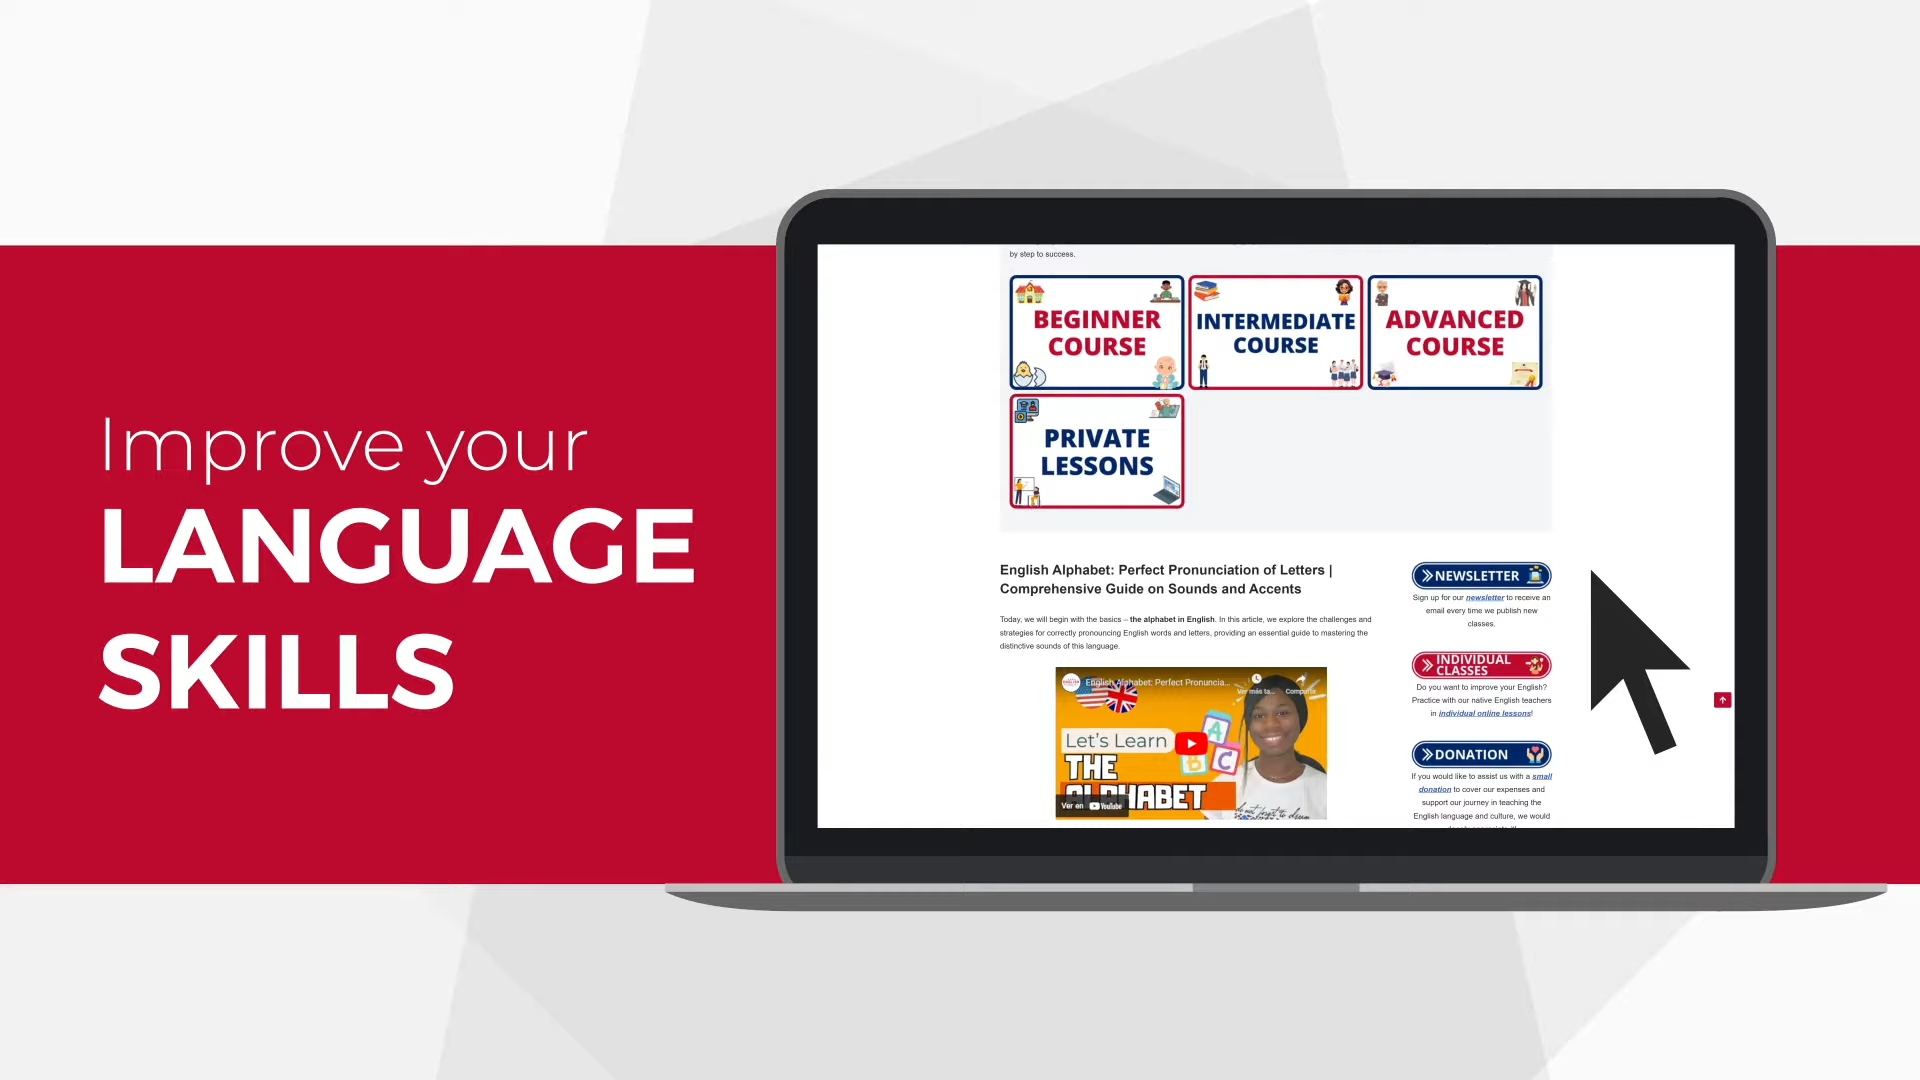 Improve your
LANGUAGE
SKILLS
by step to success.
BEGINNER
COURSE
INTERMEDIATE
COURSE
ADVANCED
COURSE
PRIVATE
LESSONS
English Alphabet: Perfect Pronunciation of Letters |
Comprehensive Guide on Sounds and Accents
Today, we will begin with the basics – the alphabet in English. In this article, we explore the challenges and
strategies for correctly pronouncing English words and letters, providing an essential guide to mastering the
distinctive sounds of this language.
English Alphabet: Perfect Pronuncia...
Ver más ta...
Compartir
Let's Learn
THE
ALPHABET
A
B
C
Ver en YouTube
NEWSLETTER
Sign up for our newsletter to receive an
email every time we publish new
classes.
INDIVIDUAL
CLASSES
Do you want to improve your English?
Practice with our native English teachers
in individual online lessons!
DONATION
If you would like to assist us with a small
donation to cover our expenses and
support our journey in teaching the
English language and culture, we would